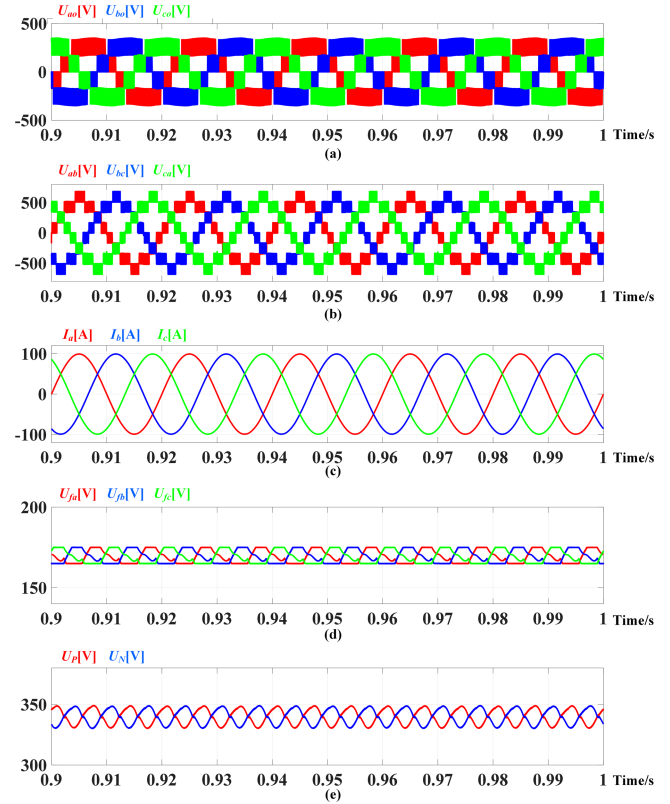 Uao[V] Ubo[V] Uco[V]
500
0
-500
0.9 0.91 0.92 0.93 0.94 0.95 0.96 0.97 0.98 0.99 1 Time/s
(a)
Uab[V] Ubc[V] Uca[V]
500
0
-500
0.9 0.91 0.92 0.93 0.94 0.95 0.96 0.97 0.98 0.99 1 Time/s
(b)
Ia[A] Ib[A] Ic[A]
100
0
-100
0.9 0.91 0.92 0.93 0.94 0.95 0.96 0.97 0.98 0.99 1 Time/s
(c)
Ufa[V] Ufb[V] Ufc[V]
200
150
0.9 0.91 0.92 0.93 0.94 0.95 0.96 0.97 0.98 0.99 1 Time/s
(d)
UP[V] UN[V]
350
300
0.9 0.91 0.92 0.93 0.94 0.95 0.96 0.97 0.98 0.99 1 Time/s
(e)